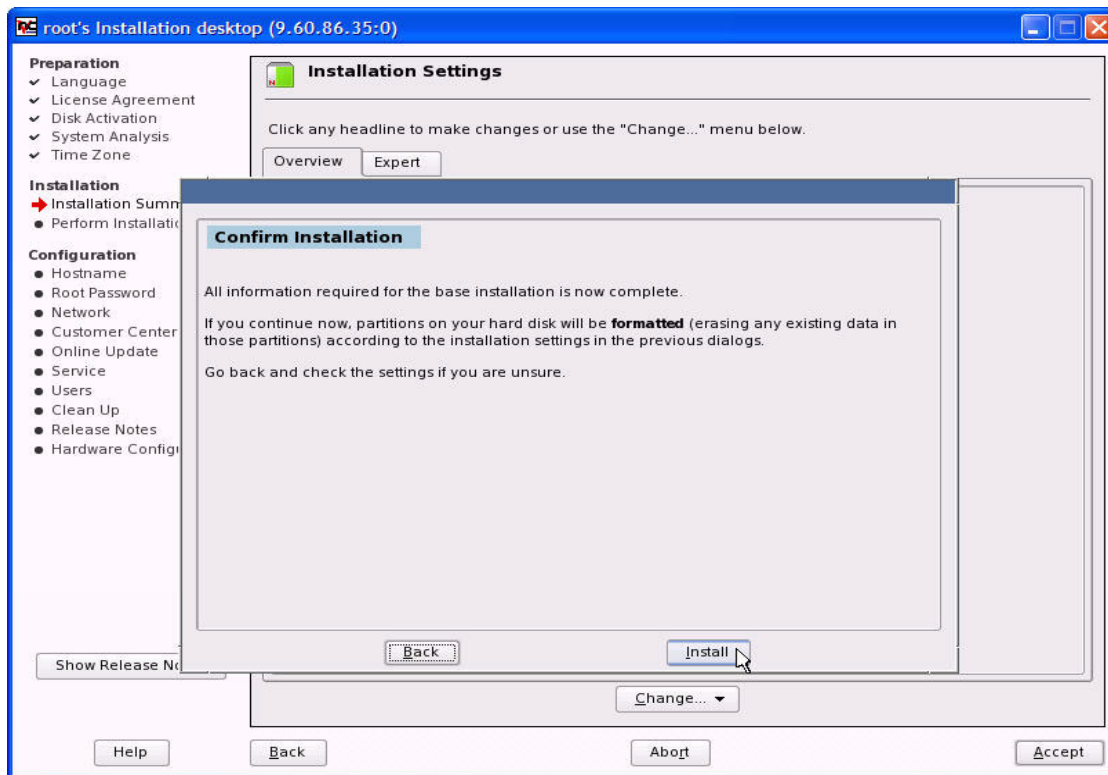 root's Installation desktop (9.60.86.35:0)
Preparation
Language
License Agreement
Disk Activation
System Analysis
Time Zone
Installation
Installation Summ
Perform Installatio
Configuration
Hostname
Root Password
Network
Customer Center
Online Update
Service
Users
Clean Up
Release Notes
Hardware Configu
Show Release No
Help
Installation Settings
Click any headline to make changes or use the "Change..." menu below.
Overview
Expert
Confirm Installation
All information required for the base installation is now complete.
If you continue now, partitions on your hard disk will be formatted (erasing any existing data in
those partitions) according to the installation settings in the previous dialogs.
Go back and check the settings if you are unsure.
Back
Install
Change...
Back
Abort
Accept